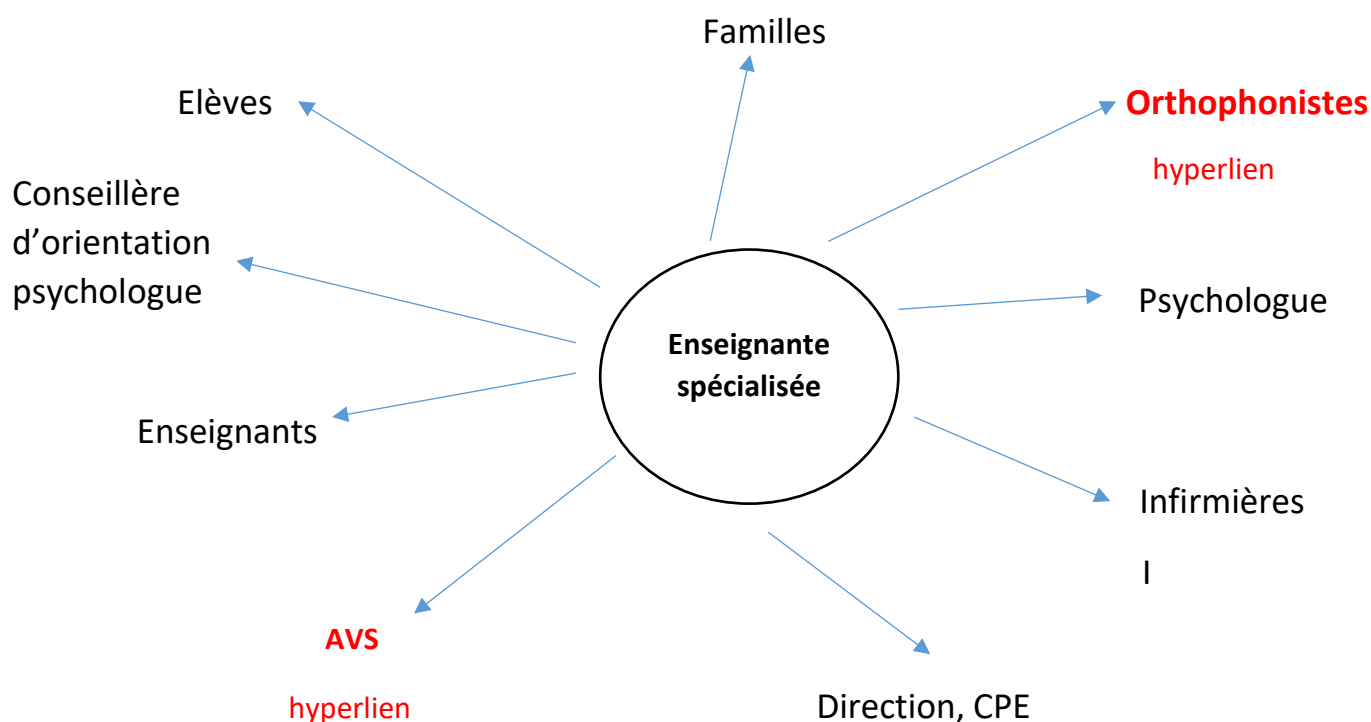 Familles
Elèves
Orthophonistes
hyperlien
Conseillère
d’orientation
psychologue
Psychologue
Enseignante
spécialisée
Enseignants
Infirmières
I
AVS
hyperlien
Direction, CPE